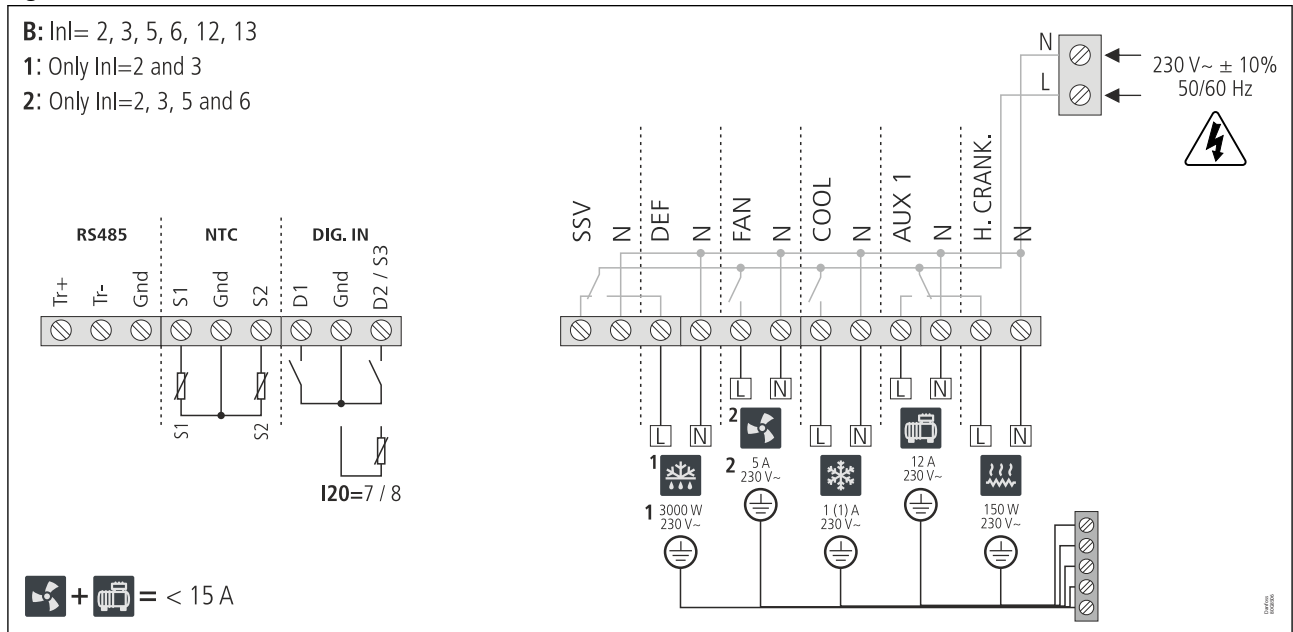 B: InI= 2, 3, 5, 6, 12, 13
1: Only InI=2 and 3
2: Only InI=2, 3, 5 and 6
N
L
230 V~ ± 10%
50/60 Hz
RS485
NTC
DIG. IN
Tr+
Tr-
Gnd
S1
Gnd
S2
D1
Gnd
D2 / S3
S1
S2
I20=7 / 8
SSV
N
DEF
N
FAN
N
COOL
N
AUX 1
N
H. CRANK.
N
L N
L N
L N
L N
L N
2
1
1 3000 W
230 V~
2 5 A
230 V~
1 (1) A
230 V~
12 A
230 V~
150 W
230 V~
+ = < 15 A
Danfoss